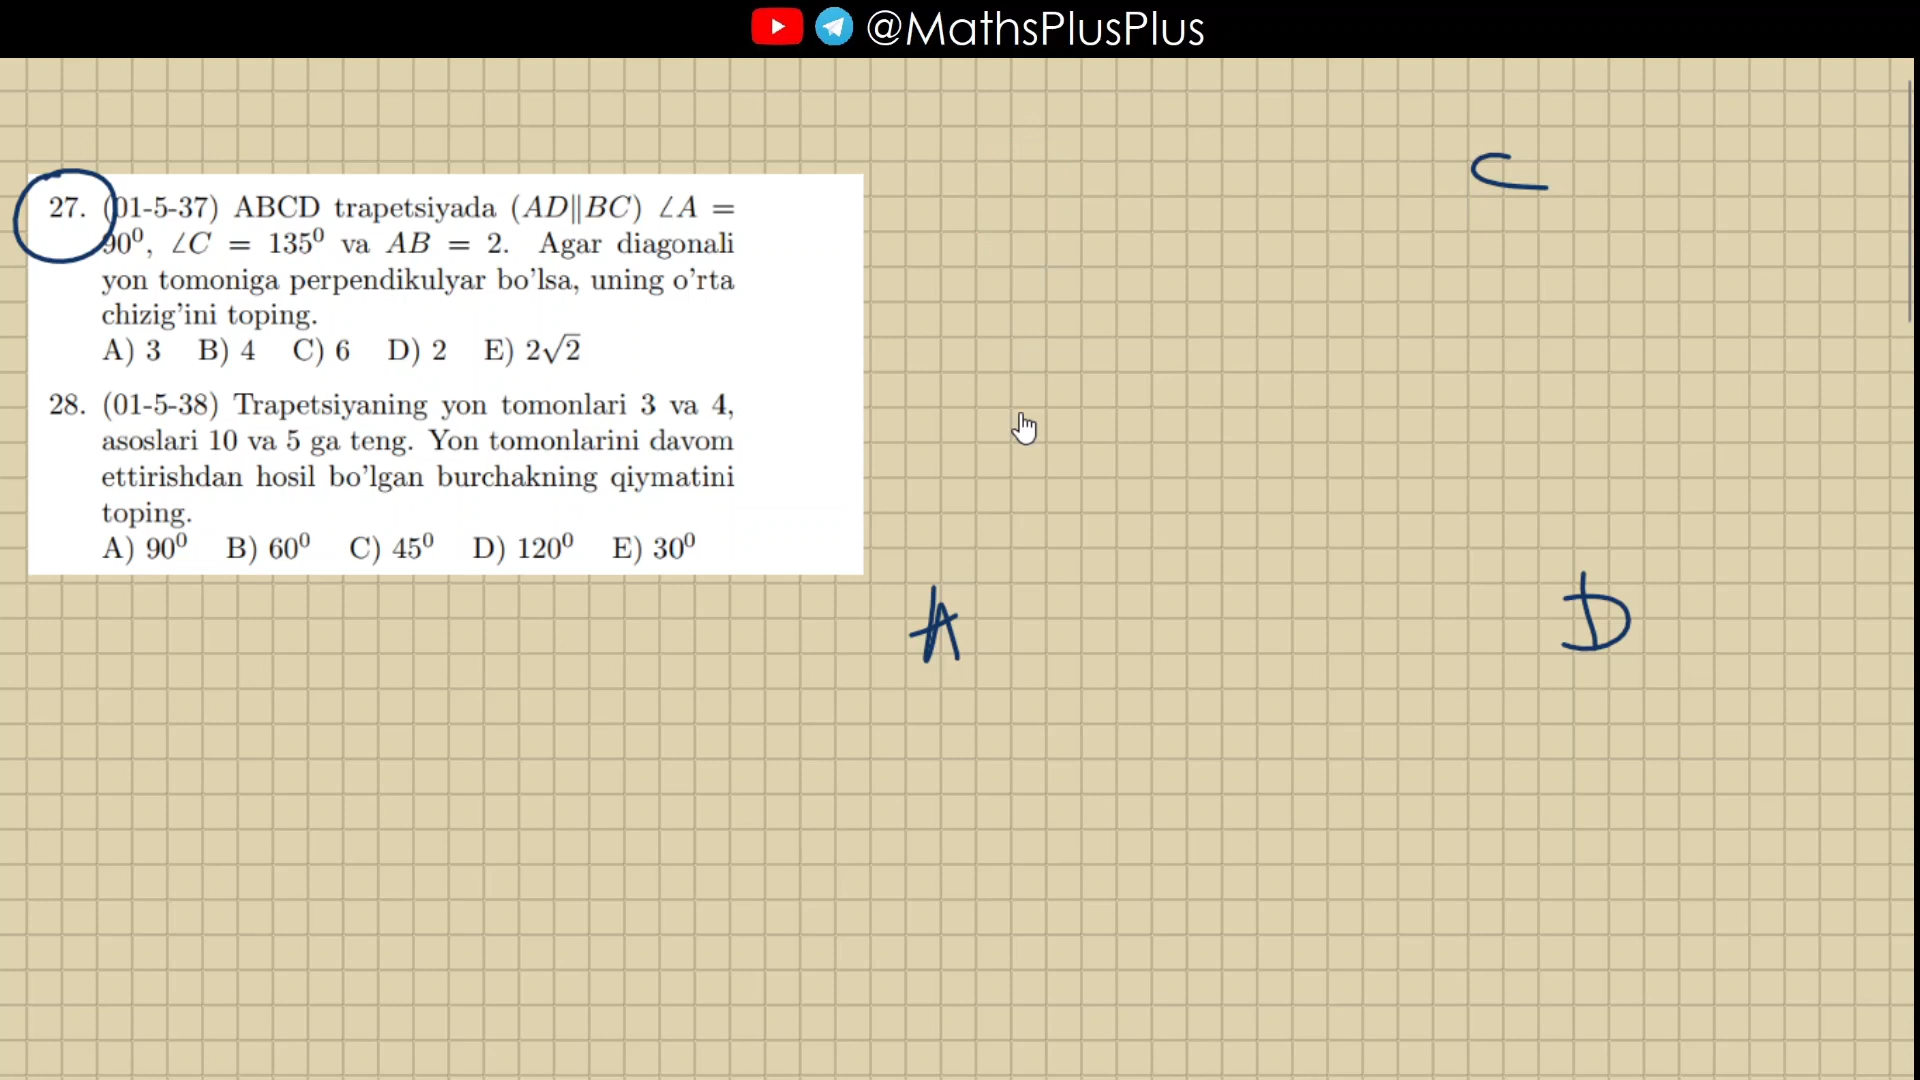 @MathsPlusPlus
27. (01-5-37) ABCD trapetsiyada (AD∥BC) ∠A =
90⁰, ∠C = 135⁰ va AB = 2. Agar diagonali
yon tomoniga perpendikulyar bo'lsa, uning o'rta
chizig'ini toping.
A) 3 B) 4 C) 6 D) 2 E) 2√2
28. (01-5-38) Trapetsiyaning yon tomonlari 3 va 4,
asoslari 10 va 5 ga teng. Yon tomonlarini davom
ettirishdan hosil bo'lgan burchakning qiymatini
toping.
A) 90⁰ B) 60⁰ C) 45⁰ D) 120⁰ E) 30⁰
C
A D